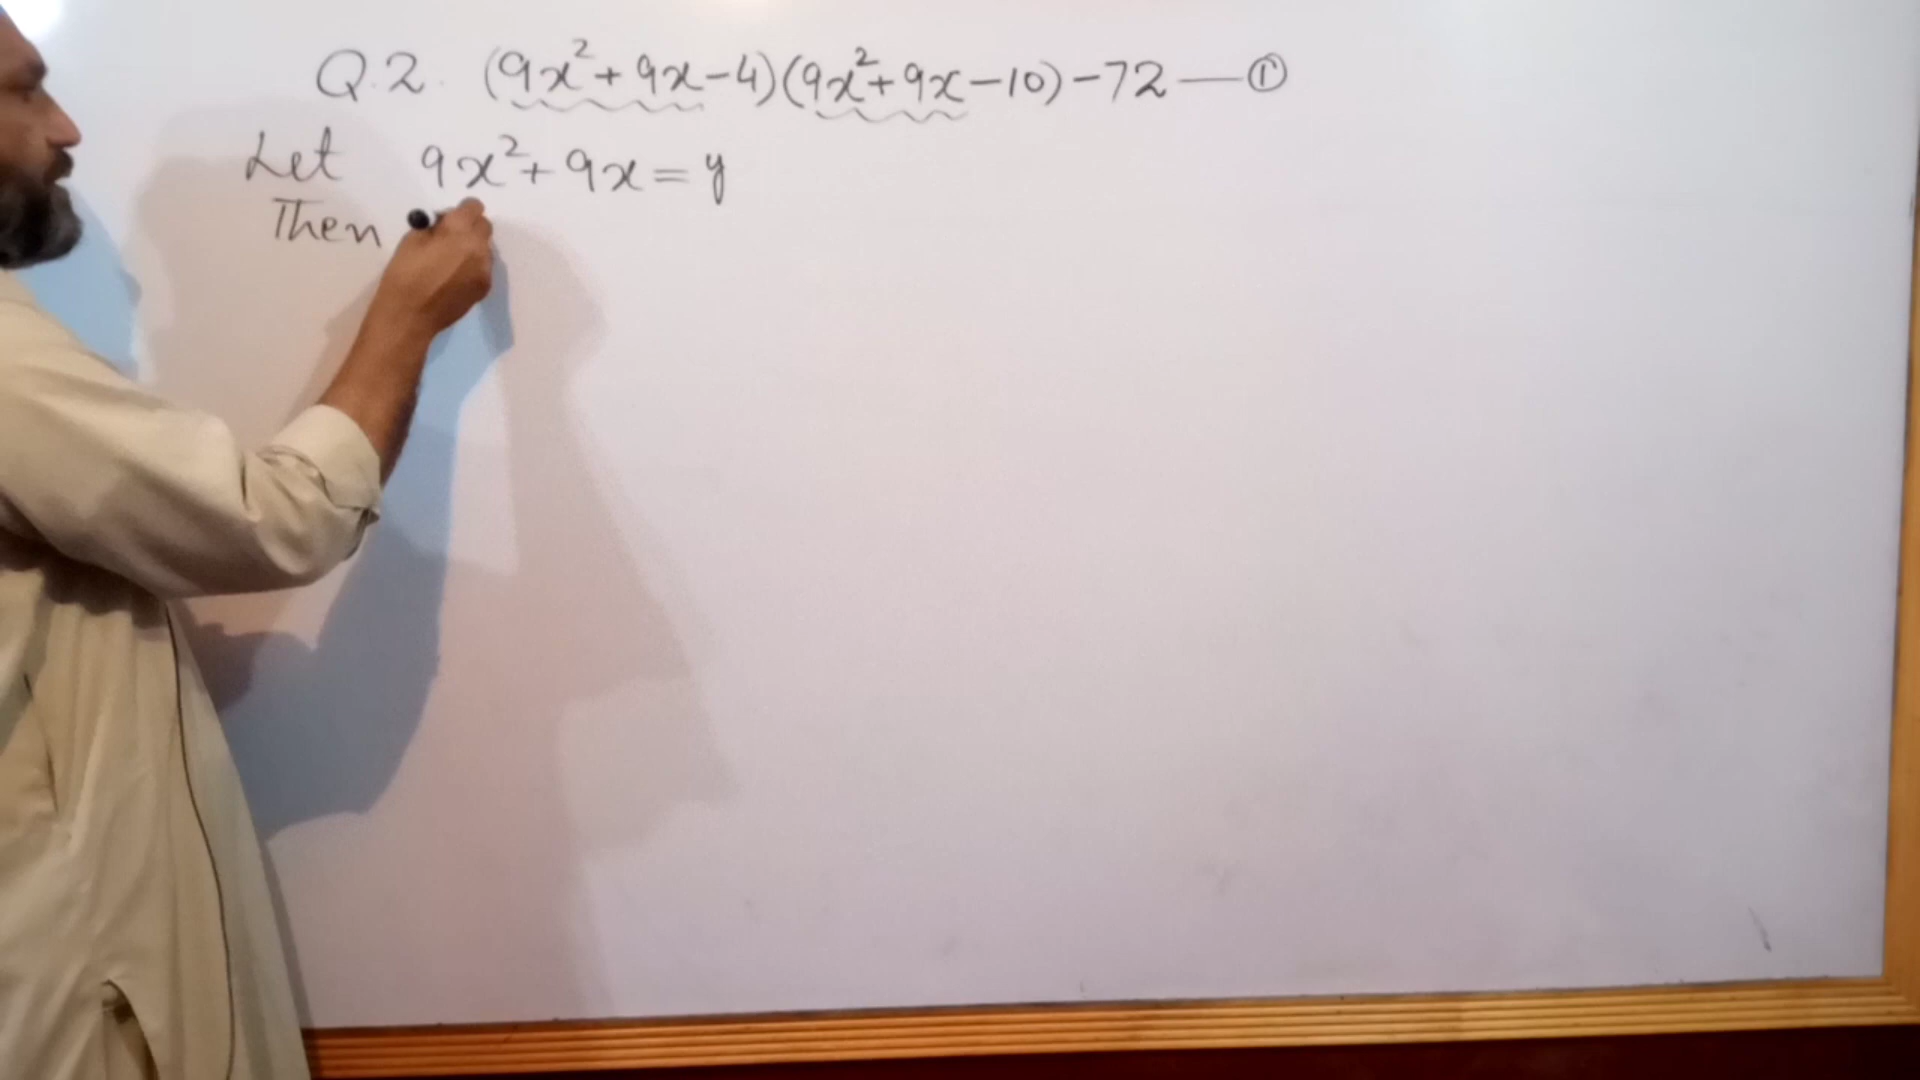 Q.2. (9x²+9x-4)(9x²+9x-10)-72 — ①
Let 9x²+9x=y
Then